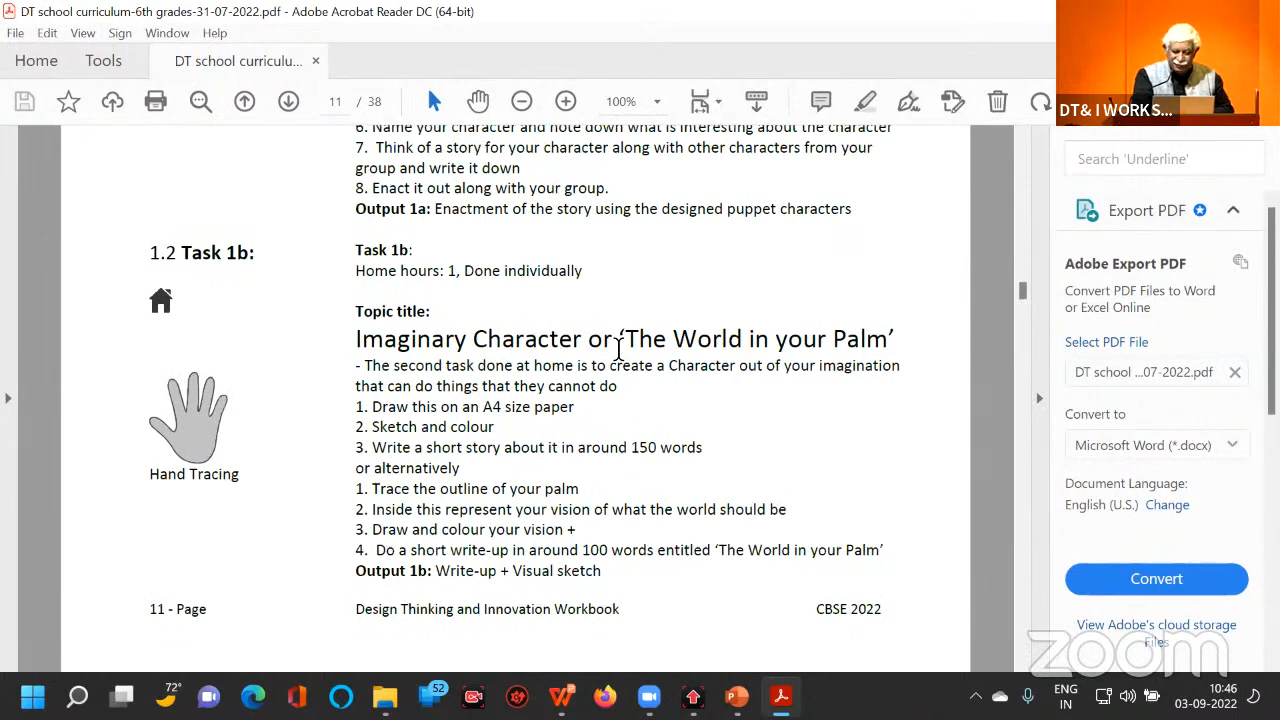 DT school curriculum-6th grades-31-07-2022.pdf - Adobe Acrobat Reader DC (64-bit)
File Edit View Sign Window Help
Home Tools DT school curriculu... ×
11 / 38 100%
DT& I WORKS...
6. Name your character and note down what is interesting about the character
7. Think of a story for your character along with other characters from your
group and write it down
8. Enact it out along with your group.
Output 1a: Enactment of the story using the designed puppet characters
1.2 Task 1b:
Task 1b:
Home hours: 1, Done individually
Topic title:
Imaginary Character or ‘The World in your Palm’
- The second task done at home is to create a Character out of your imagination
that can do things that they cannot do
1. Draw this on an A4 size paper
2. Sketch and colour
3. Write a short story about it in around 150 words
or alternatively
1. Trace the outline of your palm
2. Inside this represent your vision of what the world should be
3. Draw and colour your vision +
4. Do a short write-up in around 100 words entitled ‘The World in your Palm’
Output 1b: Write-up + Visual sketch
Hand Tracing
11 - Page Design Thinking and Innovation Workbook CBSE 2022
Search 'Underline'
Export PDF
Adobe Export PDF
Convert PDF Files to Word
or Excel Online
Select PDF File
DT school ...07-2022.pdf
Convert to
Microsoft Word (*.docx)
Document Language:
English (U.S.) Change
Convert
View Adobe's cloud storage
Files
zoom
72°
52
ENG
IN
10:46
03-09-2022